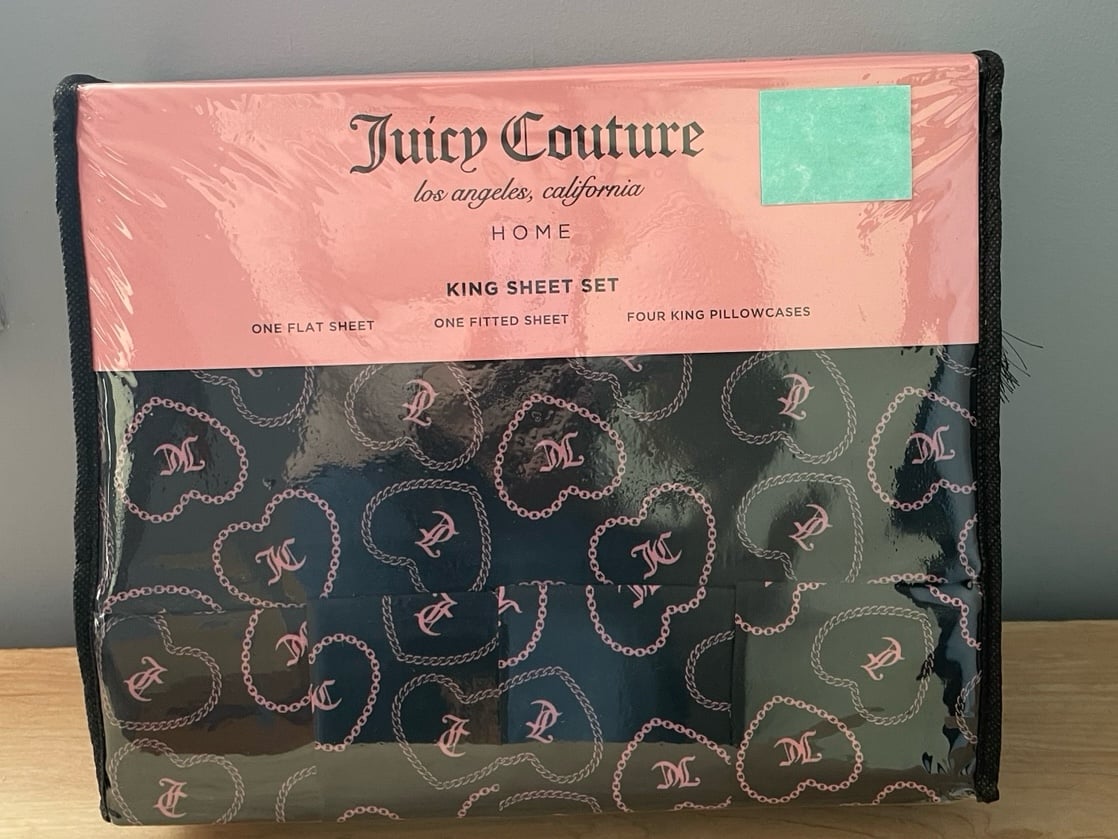 Juicy Couture
los angeles, california
HOME
KING SHEET SET
ONE FLAT SHEET ONE FITTED SHEET FOUR KING PILLOWCASES